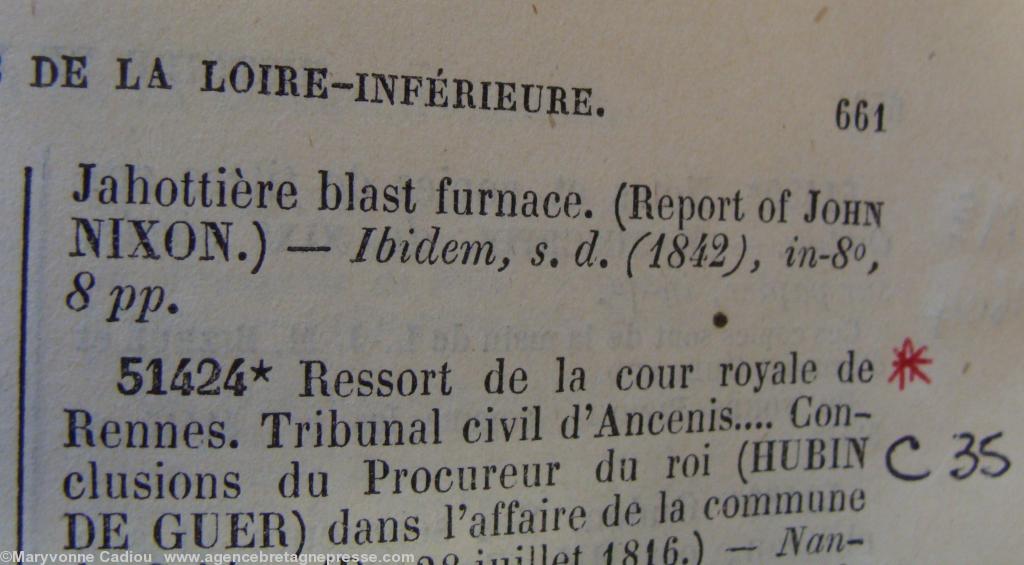 DE LA LOIRE-INFÉRIEURE.
661
Jahottière blast furnace. (Report of JOHN
NIXON.) — Ibidem, s. d. (1842), in-8º,
8 pp.
51424* Ressort de la cour royale de *
Rennes. Tribunal civil d'Ancenis.... Con-
clusions du Procureur du roi (HUBIN C 35
DE GUER) dans l'affaire de la commune
juillet 1816.) — Nan-
©Maryvonne Cadiou www.agencebretagnepresse.com